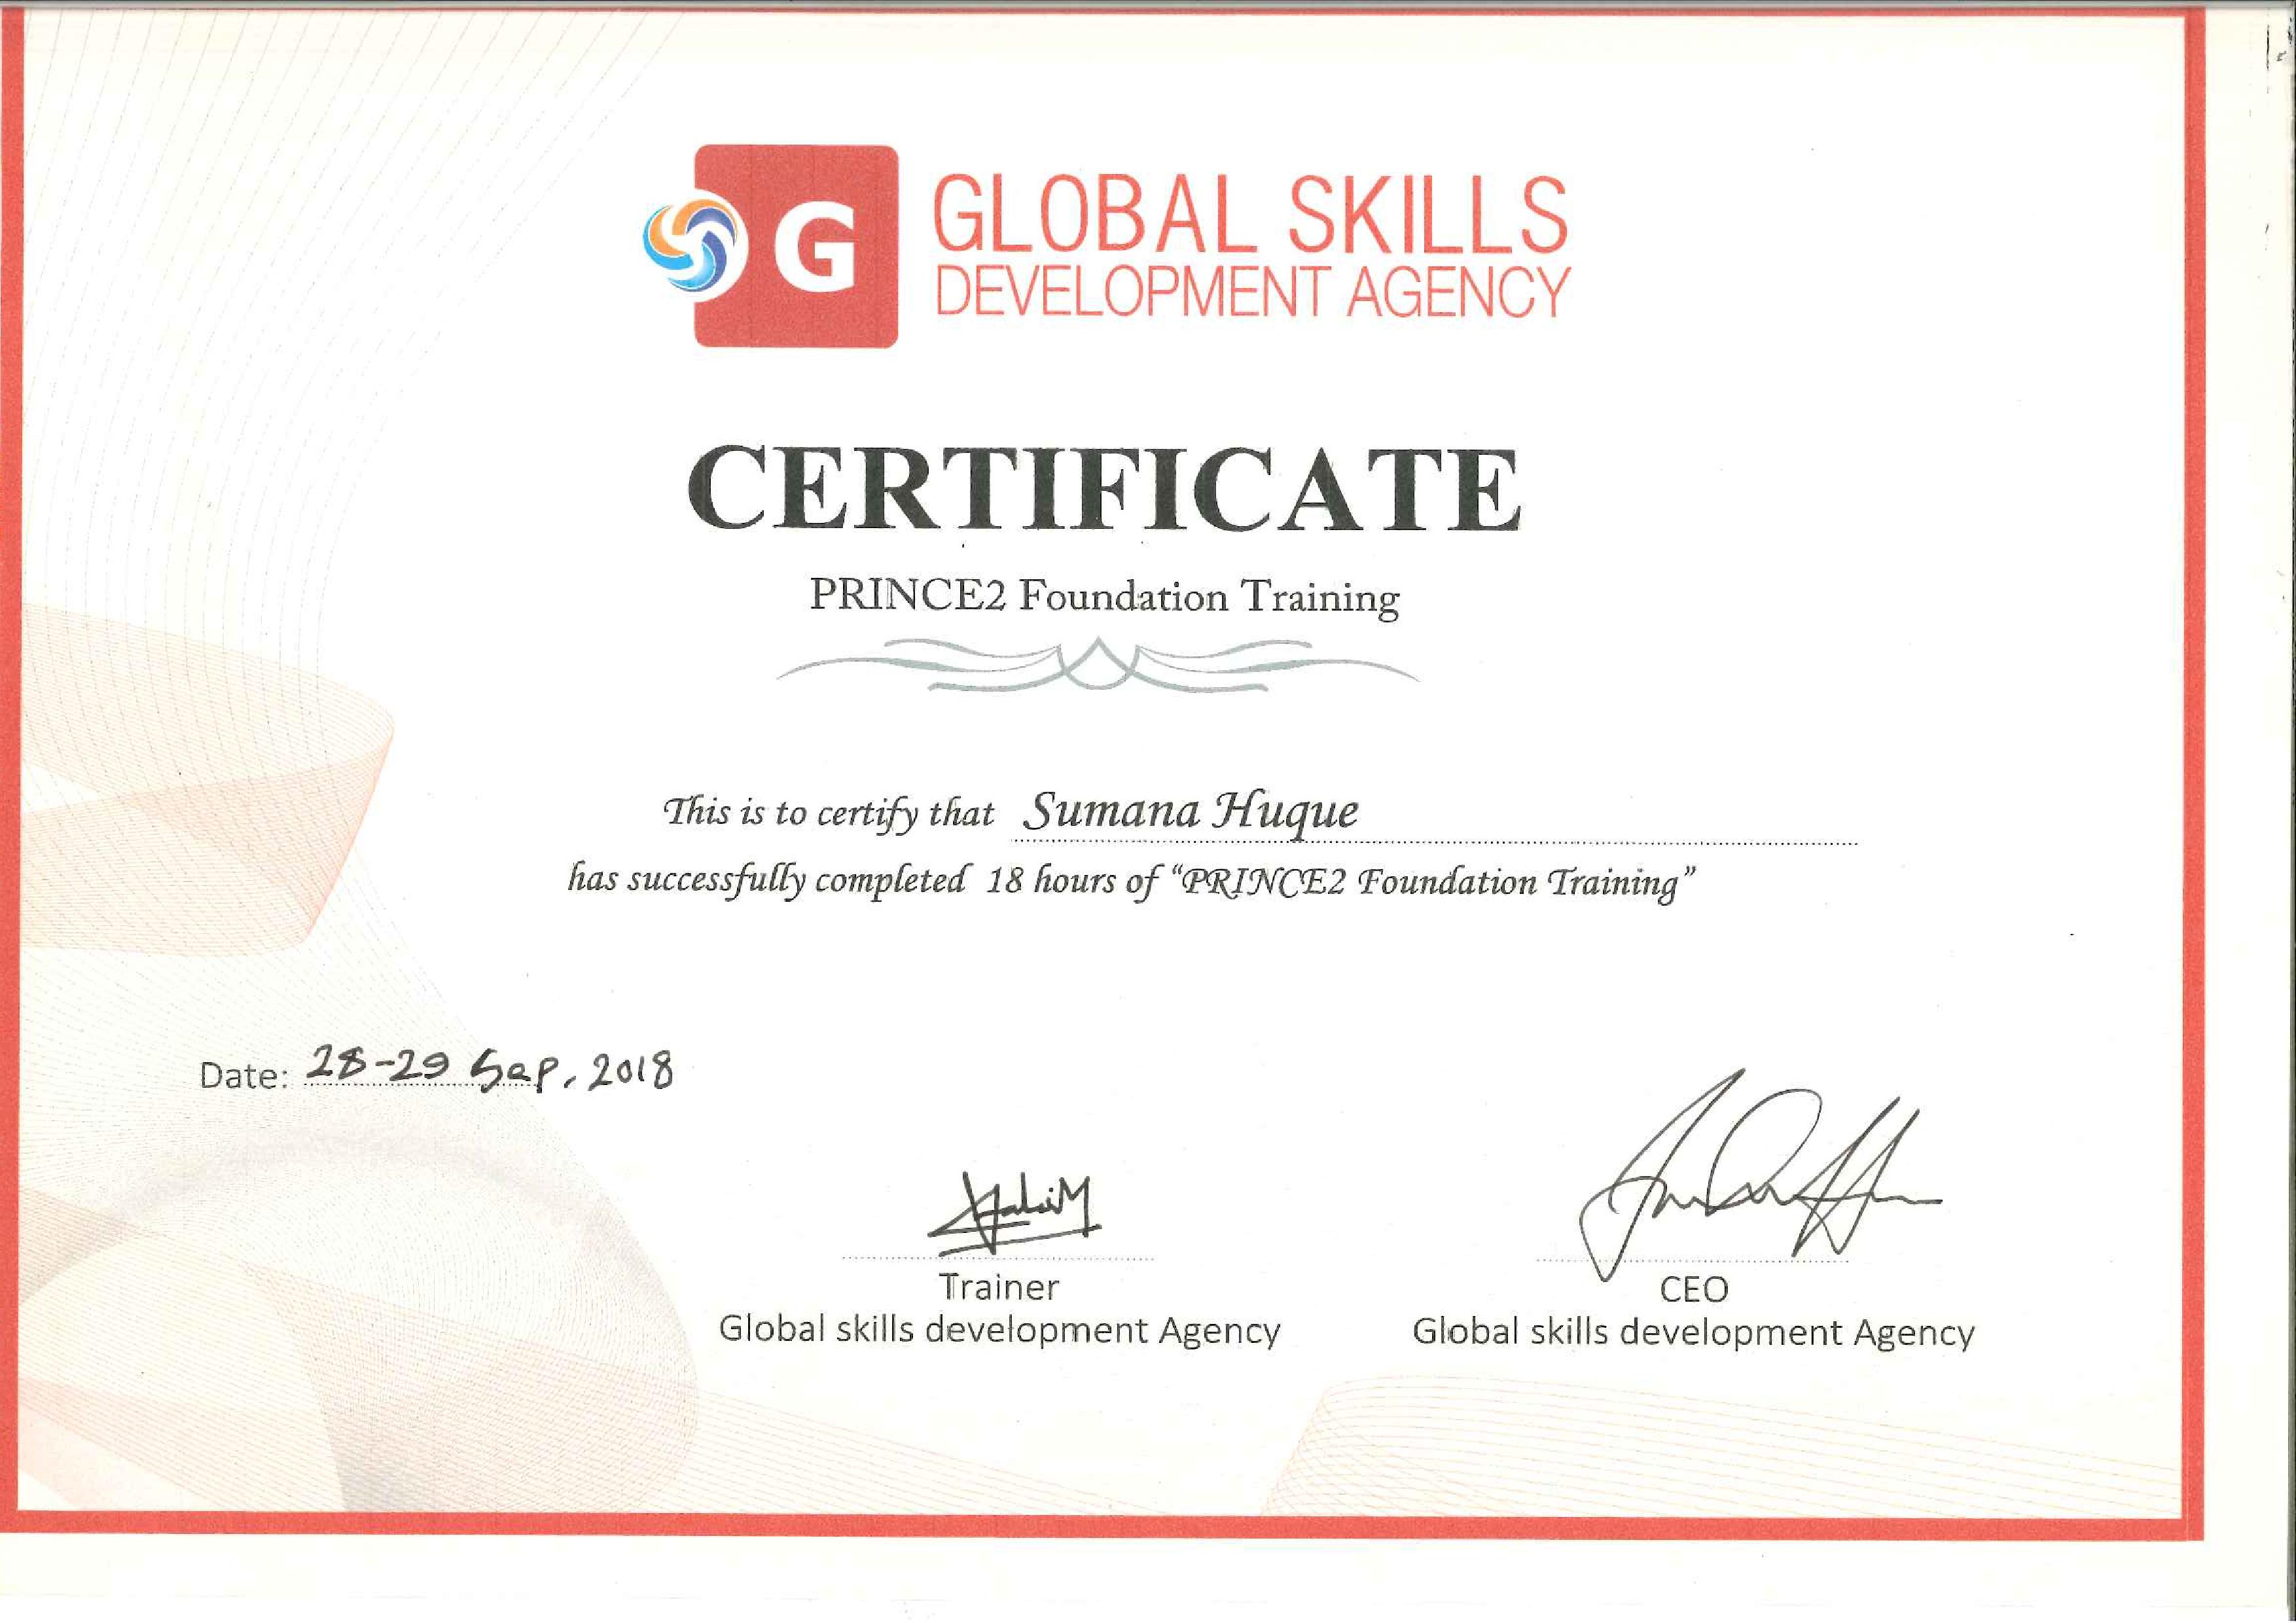 G
GLOBAL SKILLS
DEVELOPMENT AGENCY
CERTIFICATE
PRINCE2 Foundation Training
This is to certify that Sumana Huque
has successfully completed 18 hours of “PRINCE2 Foundation Training”
Date: 28-29 Sep, 2018
Halim
Trainer
Global skills development Agency
CEO
Global skills development Agency